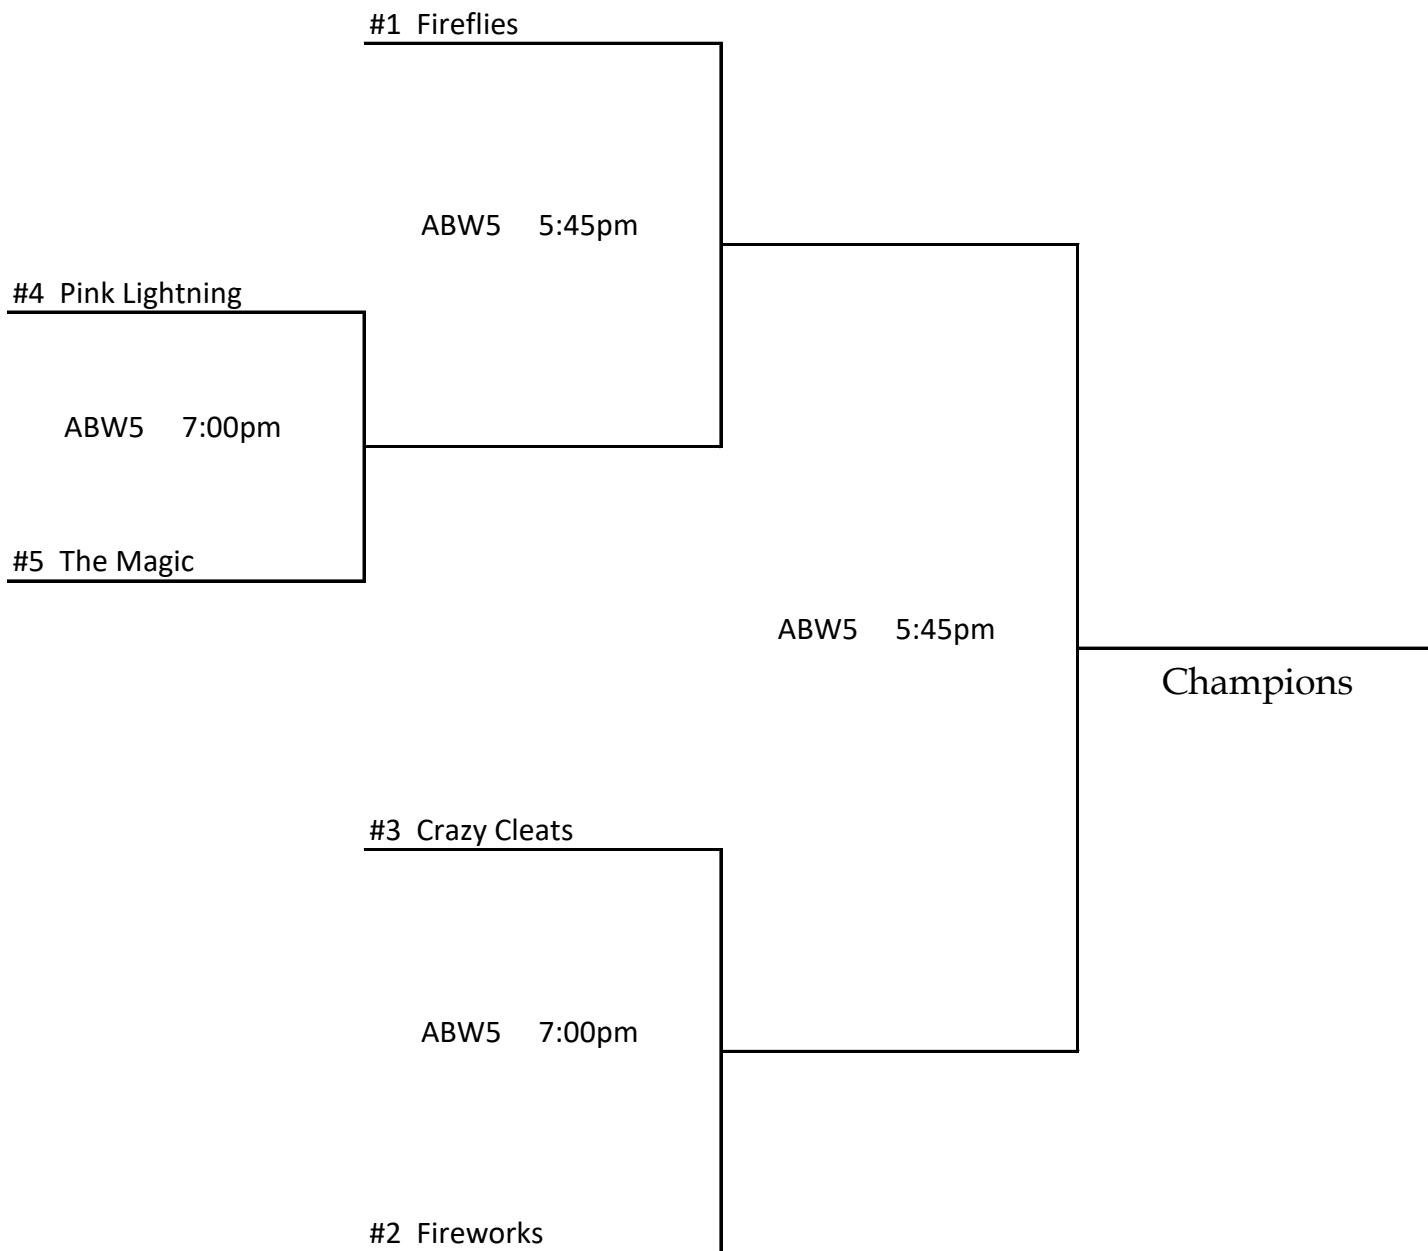 #1 Fireflies
ABW5 5:45pm
#4 Pink Lightning
ABW5 7:00pm
#5 The Magic
ABW5 5:45pm
Champions
#3 Crazy Cleats
ABW5 7:00pm
#2 Fireworks